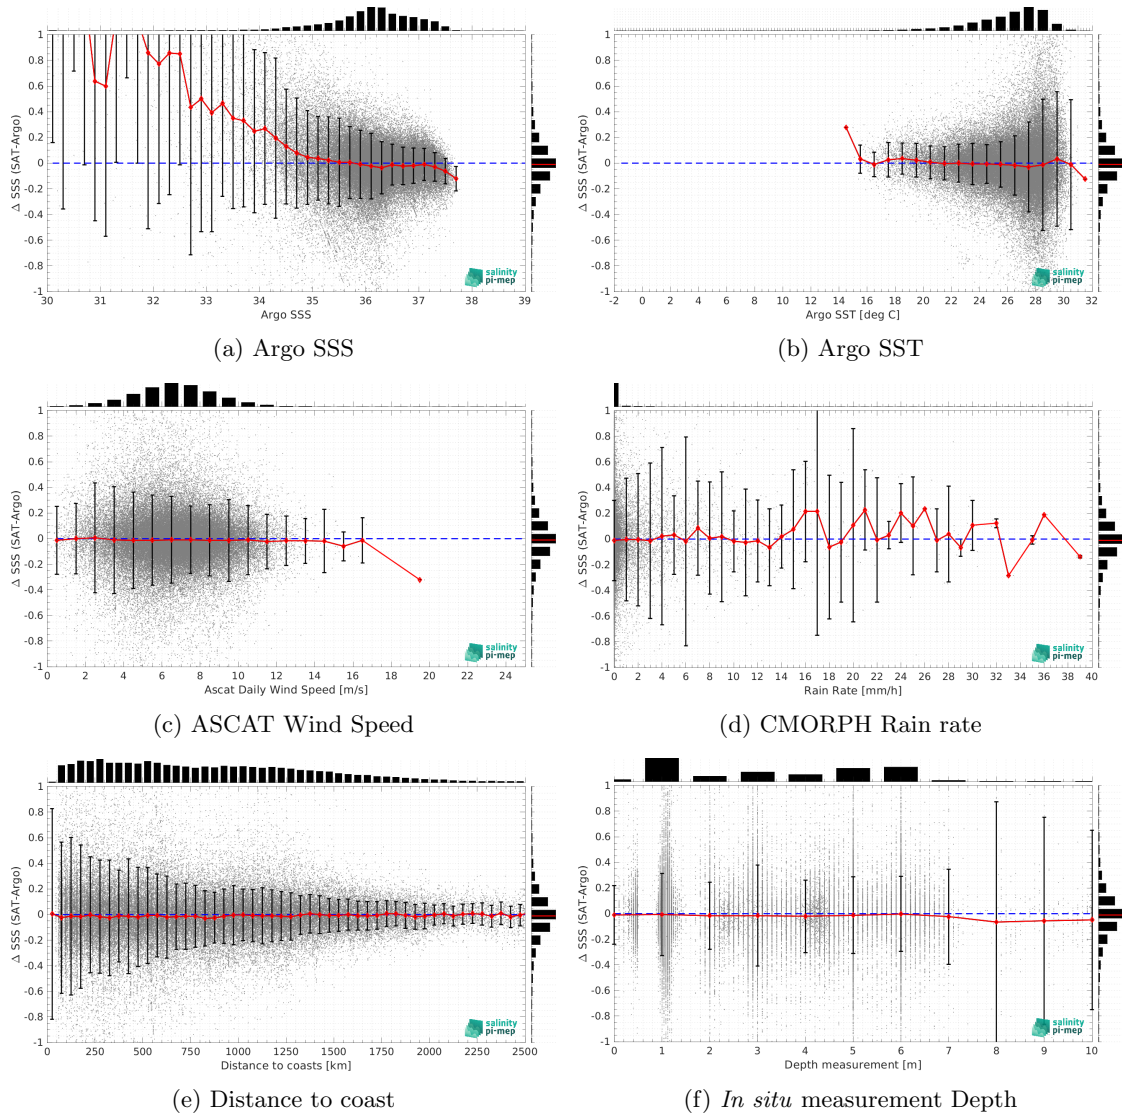 1
0.8
0.6
0.4
0.2
0
-0.2
-0.4
-0.6
-0.8
-1
Δ SSS (SAT-Argo)
30 31 32 33 34 35 36 37 38 39
Argo SSS
salinity
pi-mep
(a) Argo SSS
1
0.8
0.6
0.4
0.2
0
-0.2
-0.4
-0.6
-0.8
-1
Δ SSS (SAT-Argo)
-2 0 2 4 6 8 10 12 14 16 18 20 22 24 26 28 30 32
Argo SST [deg C]
salinity
pi-mep
(b) Argo SST
1
0.8
0.6
0.4
0.2
0
-0.2
-0.4
-0.6
-0.8
-1
Δ SSS (SAT-Argo)
0 2 4 6 8 10 12 14 16 18 20 22 24
Ascat Daily Wind Speed [m/s]
salinity
pi-mep
(c) ASCAT Wind Speed
1
0.8
0.6
0.4
0.2
0
-0.2
-0.4
-0.6
-0.8
-1
Δ SSS (SAT-Argo)
0 2 4 6 8 10 12 14 16 18 20 22 24 26 28 30 32 34 36 38 40
Rain Rate [mm/h]
salinity
pi-mep
(d) CMORPH Rain rate
1
0.8
0.6
0.4
0.2
0
-0.2
-0.4
-0.6
-0.8
-1
Δ SSS (SAT-Argo)
0 250 500 750 1000 1250 1500 1750 2000 2250 2500
Distance to coasts [km]
salinity
pi-mep
(e) Distance to coast
1
0.8
0.6
0.4
0.2
0
-0.2
-0.4
-0.6
-0.8
-1
Δ SSS (SAT-Argo)
0 1 2 3 4 5 6 7 8 9 10
Depth measurement [m]
salinity
pi-mep
(f) In situ measurement Depth